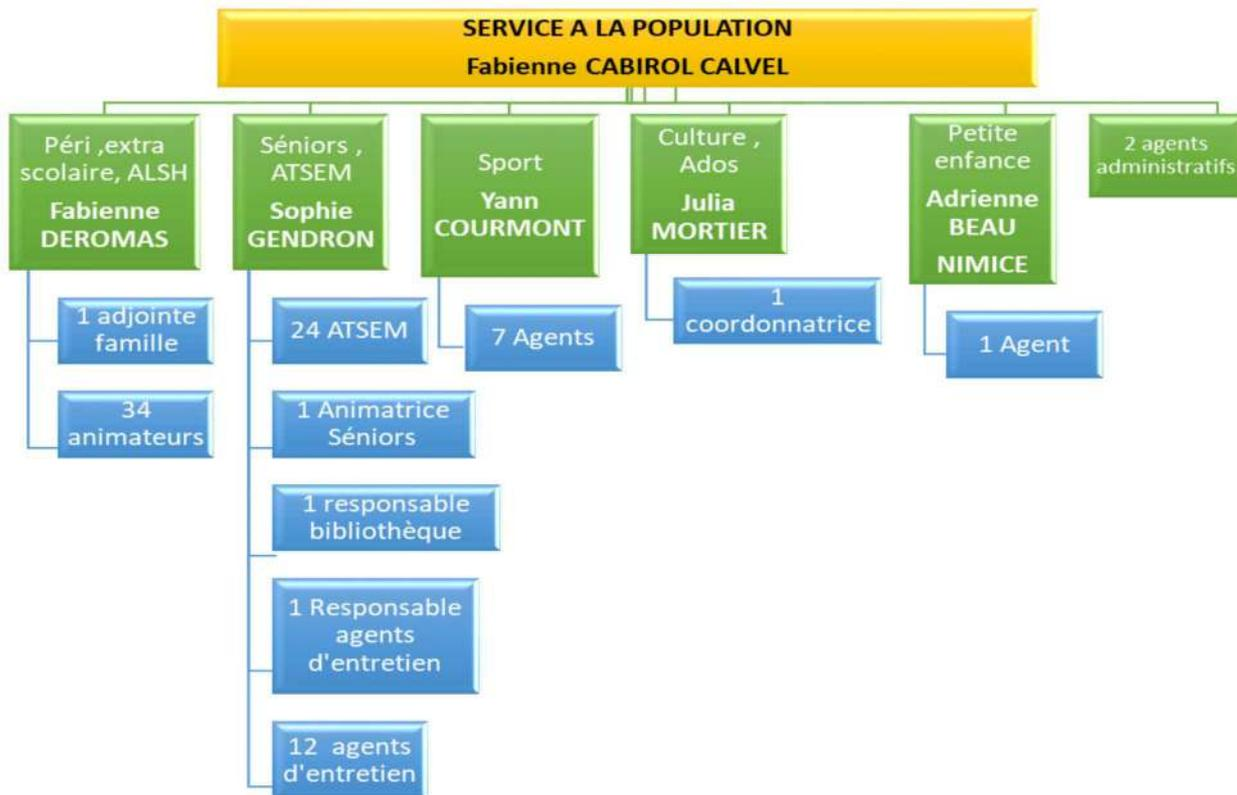 SERVICE A LA POPULATION
Fabienne CABIROL CALVEL
Péri ,extra
scolaire, ALSH
Fabienne
DEROMAS
1 adjointe
famille
34
animateurs
Séniors ,
ATSEM
Sophie
GENDRON
24 ATSEM
1 Animatrice
Séniors
1 responsable
bibliothèque
1 Responsable
agents
d'entretien
12 agents
d'entretien
Sport
Yann
COURMONT
7 Agents
Culture ,
Ados
Julia
MORTIER
1
coordonnatrice
Petite
enfance
Adrienne
BEAU
NIMICE
1 Agent
2 agents
administratifs